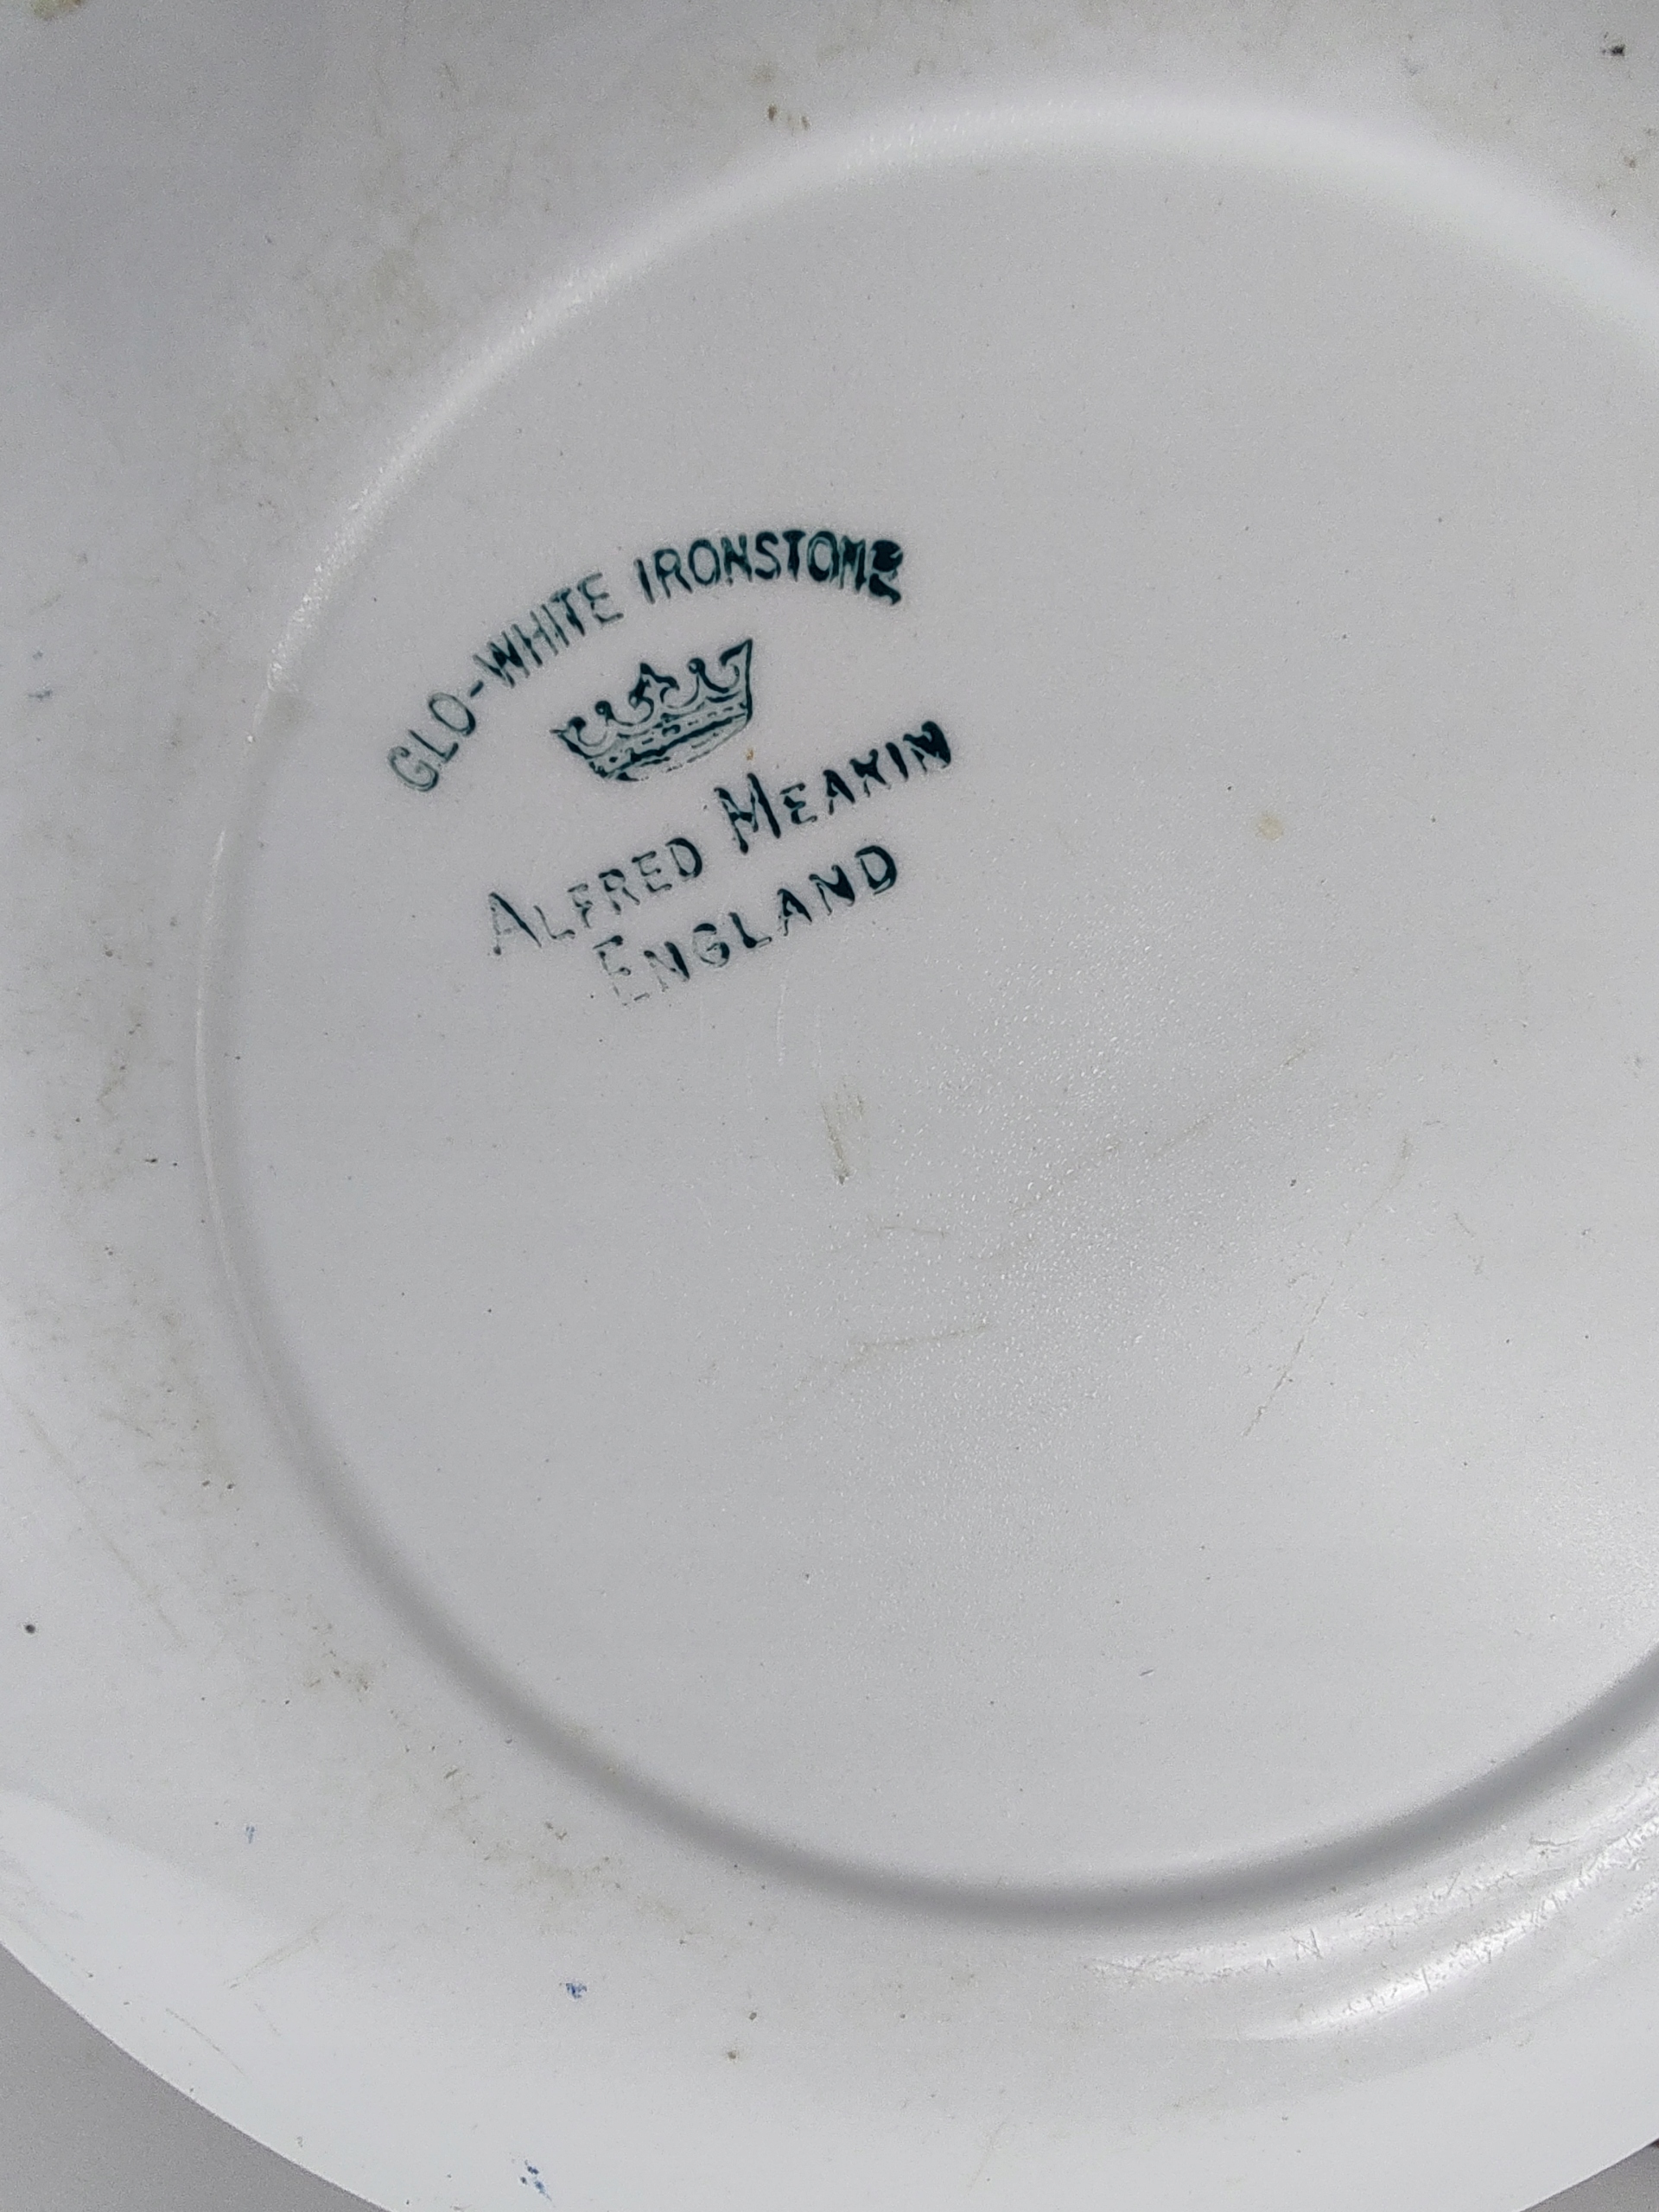 GLO-WHITE IRONSTONE
ALFRED MEAKIN
ENGLAND